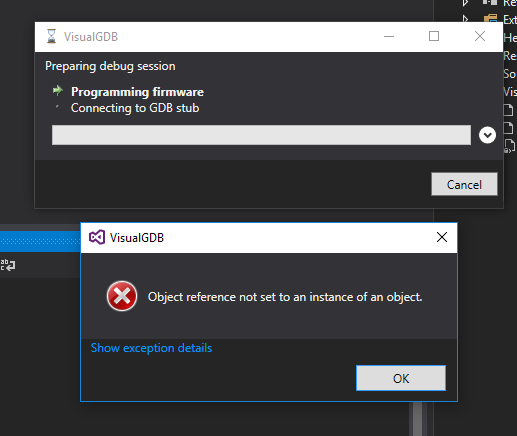 VisualGDB
Preparing debug session
Programming firmware
Connecting to GDB stub
Cancel
VisualGDB
Object reference not set to an instance of an object.
Show exception details
OK
Ext
He
Re
So
Vis